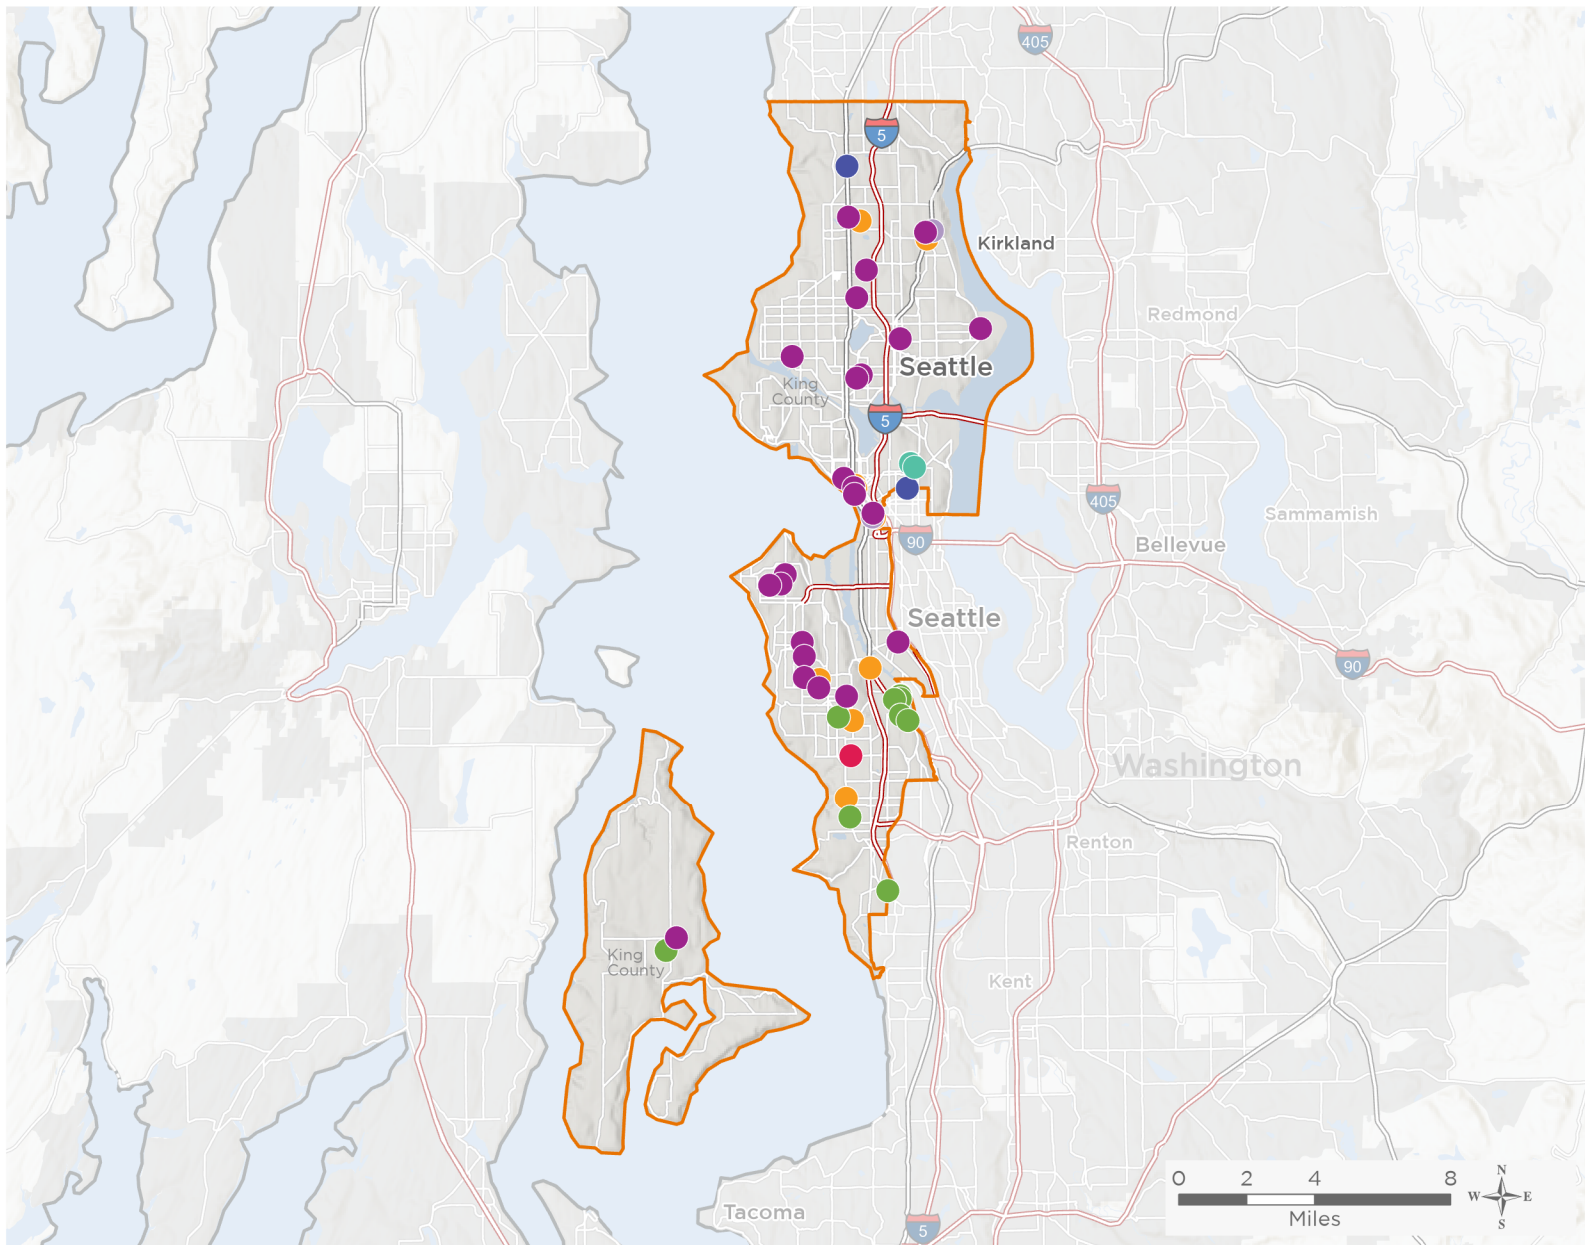 405
5
Kirkland
Redmond
Seattle
King
County
5
405
Sammamish
90
Bellevue
Seattle
90
Washington
Renton
King
County
Kent
0 2 4 8
Miles
N
W E
S
Tacoma
5